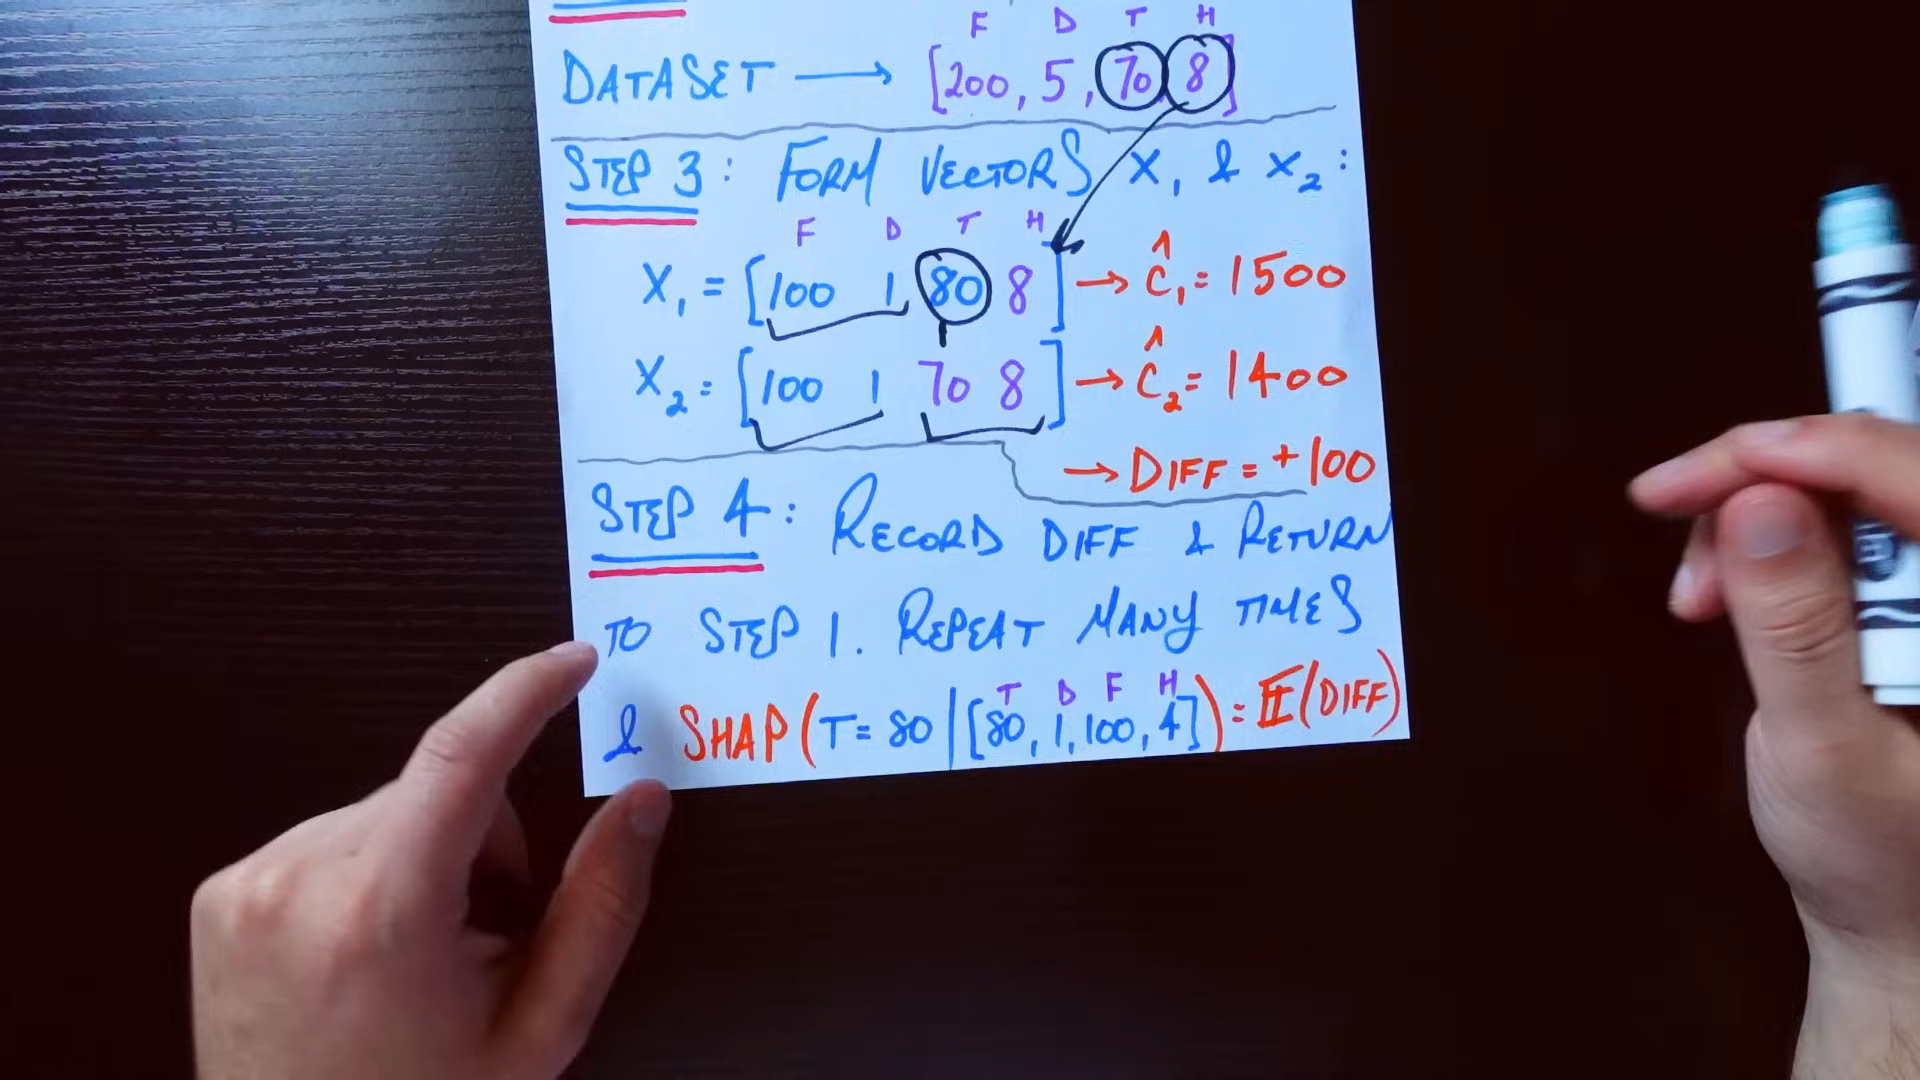 F D T H
DATASET → [200, 5, 70 8]
STEP 3: FORM VECTORS X₁ & X₂:
F D T H
X₁ = [100 1 80 8] → Ĉ₁ = 1500
X₂ = [100 1 70 8] → Ĉ₂ = 1400
→ DIFF = +100
STEP 4: RECORD DIFF & RETURN
TO STEP 1. REPEAT MANY TIMES
T D F H
& SHAP(T = 80 | [80, 1, 100, 4]) = 𝔼(DIFF)